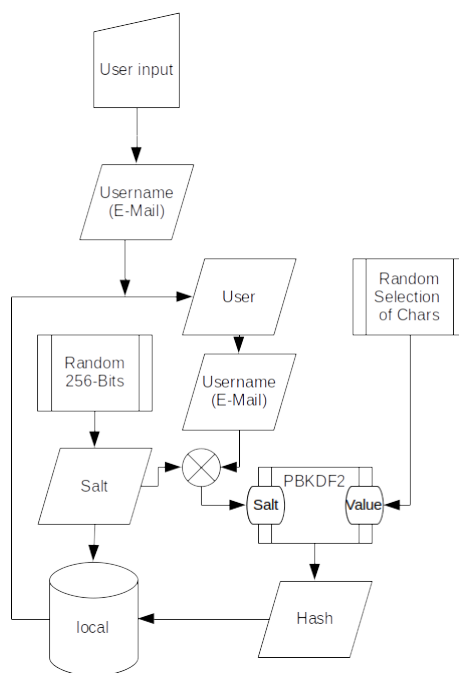 User input
Username
(E-Mail)
User
Random
Selection
of Chars
Random
256-Bits
Username
(E-Mail)
Salt
PBKDF2
Salt
Value
local
Hash